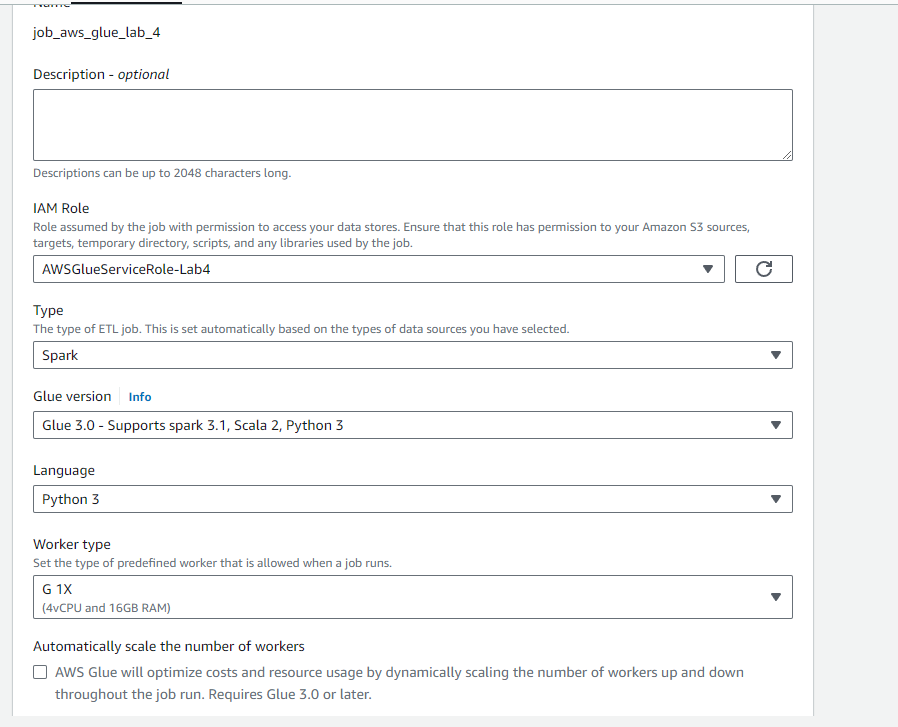 Name
job_aws_glue_lab_4
Description - optional
Descriptions can be up to 2048 characters long.
IAM Role
Role assumed by the job with permission to access your data stores. Ensure that this role has permission to your Amazon S3 sources,
targets, temporary directory, scripts, and any libraries used by the job.
AWSGlueServiceRole-Lab4
Type
The type of ETL job. This is set automatically based on the types of data sources you have selected.
Spark
Glue version Info
Glue 3.0 - Supports spark 3.1, Scala 2, Python 3
Language
Python 3
Worker type
Set the type of predefined worker that is allowed when a job runs.
G 1X
(4vCPU and 16GB RAM)
Automatically scale the number of workers
AWS Glue will optimize costs and resource usage by dynamically scaling the number of workers up and down
throughout the job run. Requires Glue 3.0 or later.